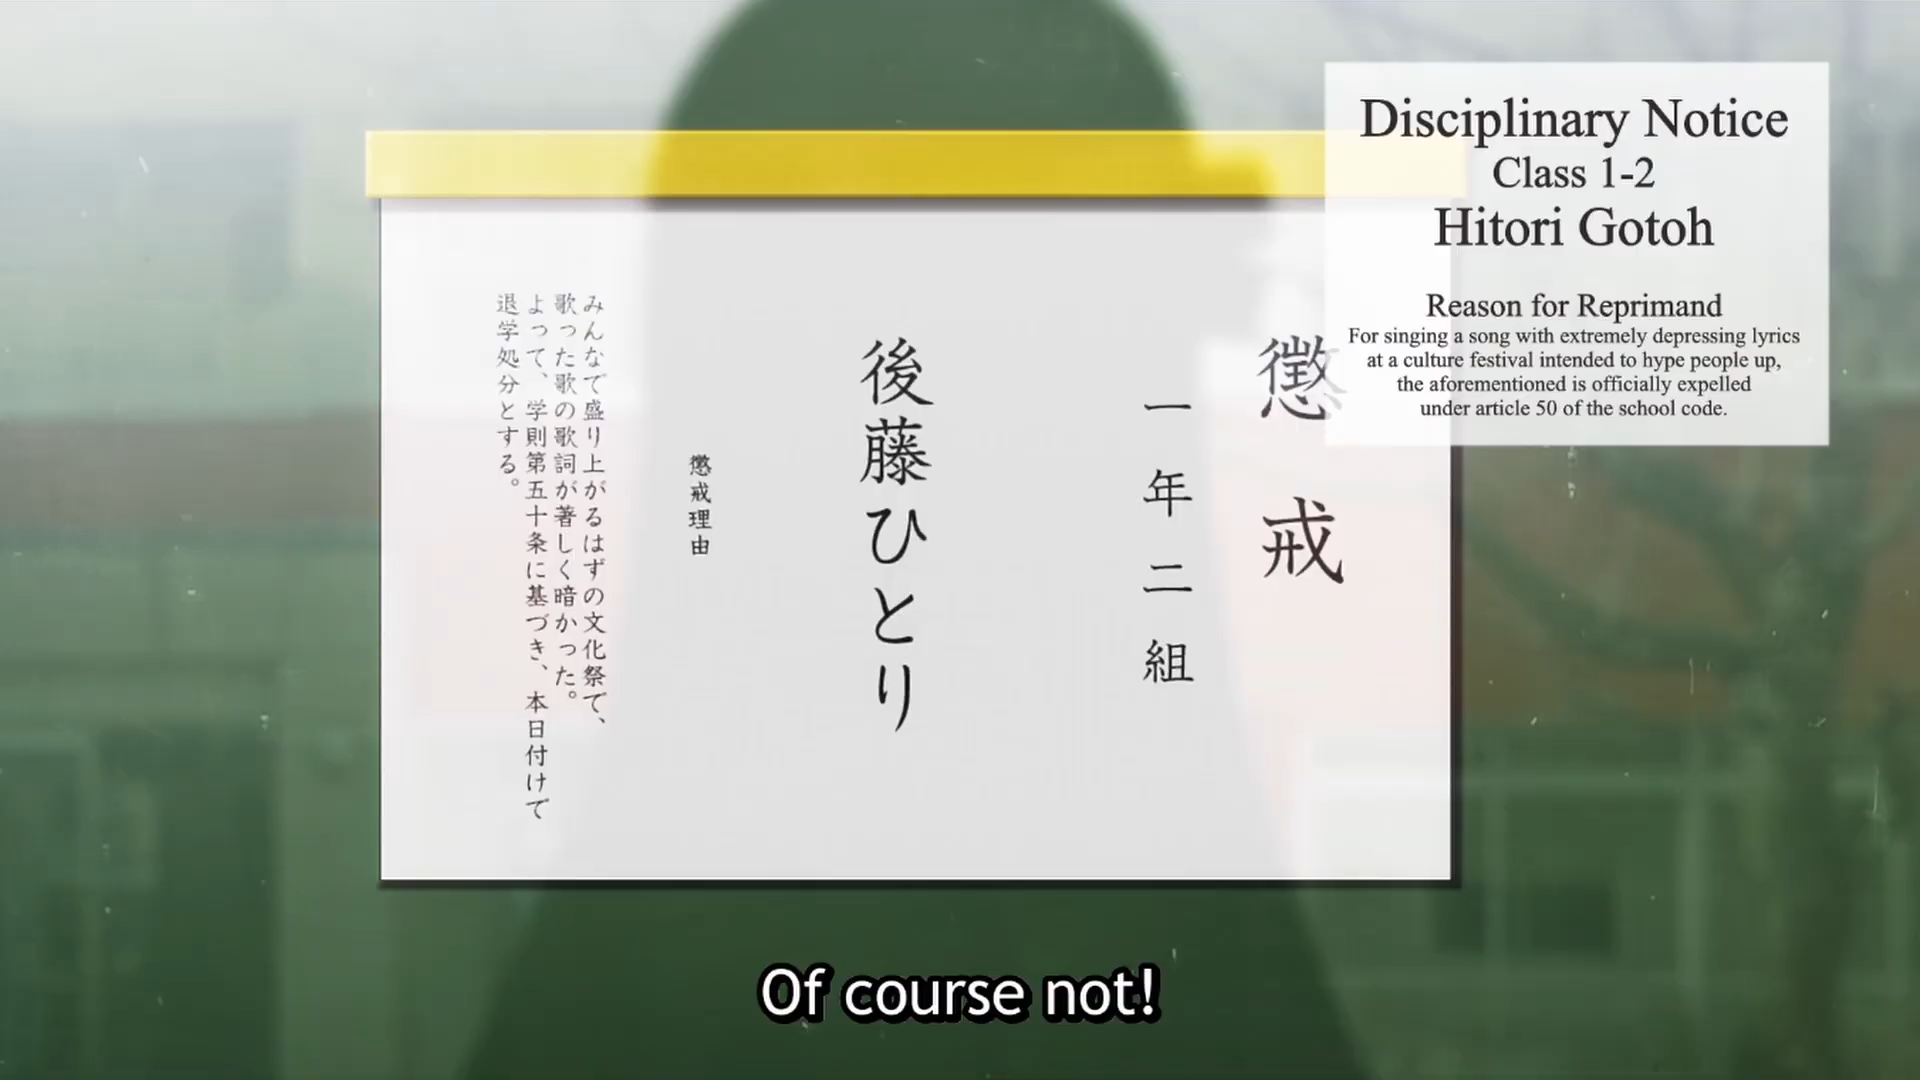 懲戒
一年二組
後藤ひとり
懲戒理由
みんなで盛り上がるはずの文化祭で、
歌った歌の歌詞が著しく暗かった。
よって、学則第五十条に基づき、本日付けで
退学処分とする。
Disciplinary Notice
Class 1-2
Hitori Gotoh
Reason for Reprimand
For singing a song with extremely depressing lyrics
at a culture festival intended to hype people up,
the aforementioned is officially expelled
under article 50 of the school code.
Of course not!